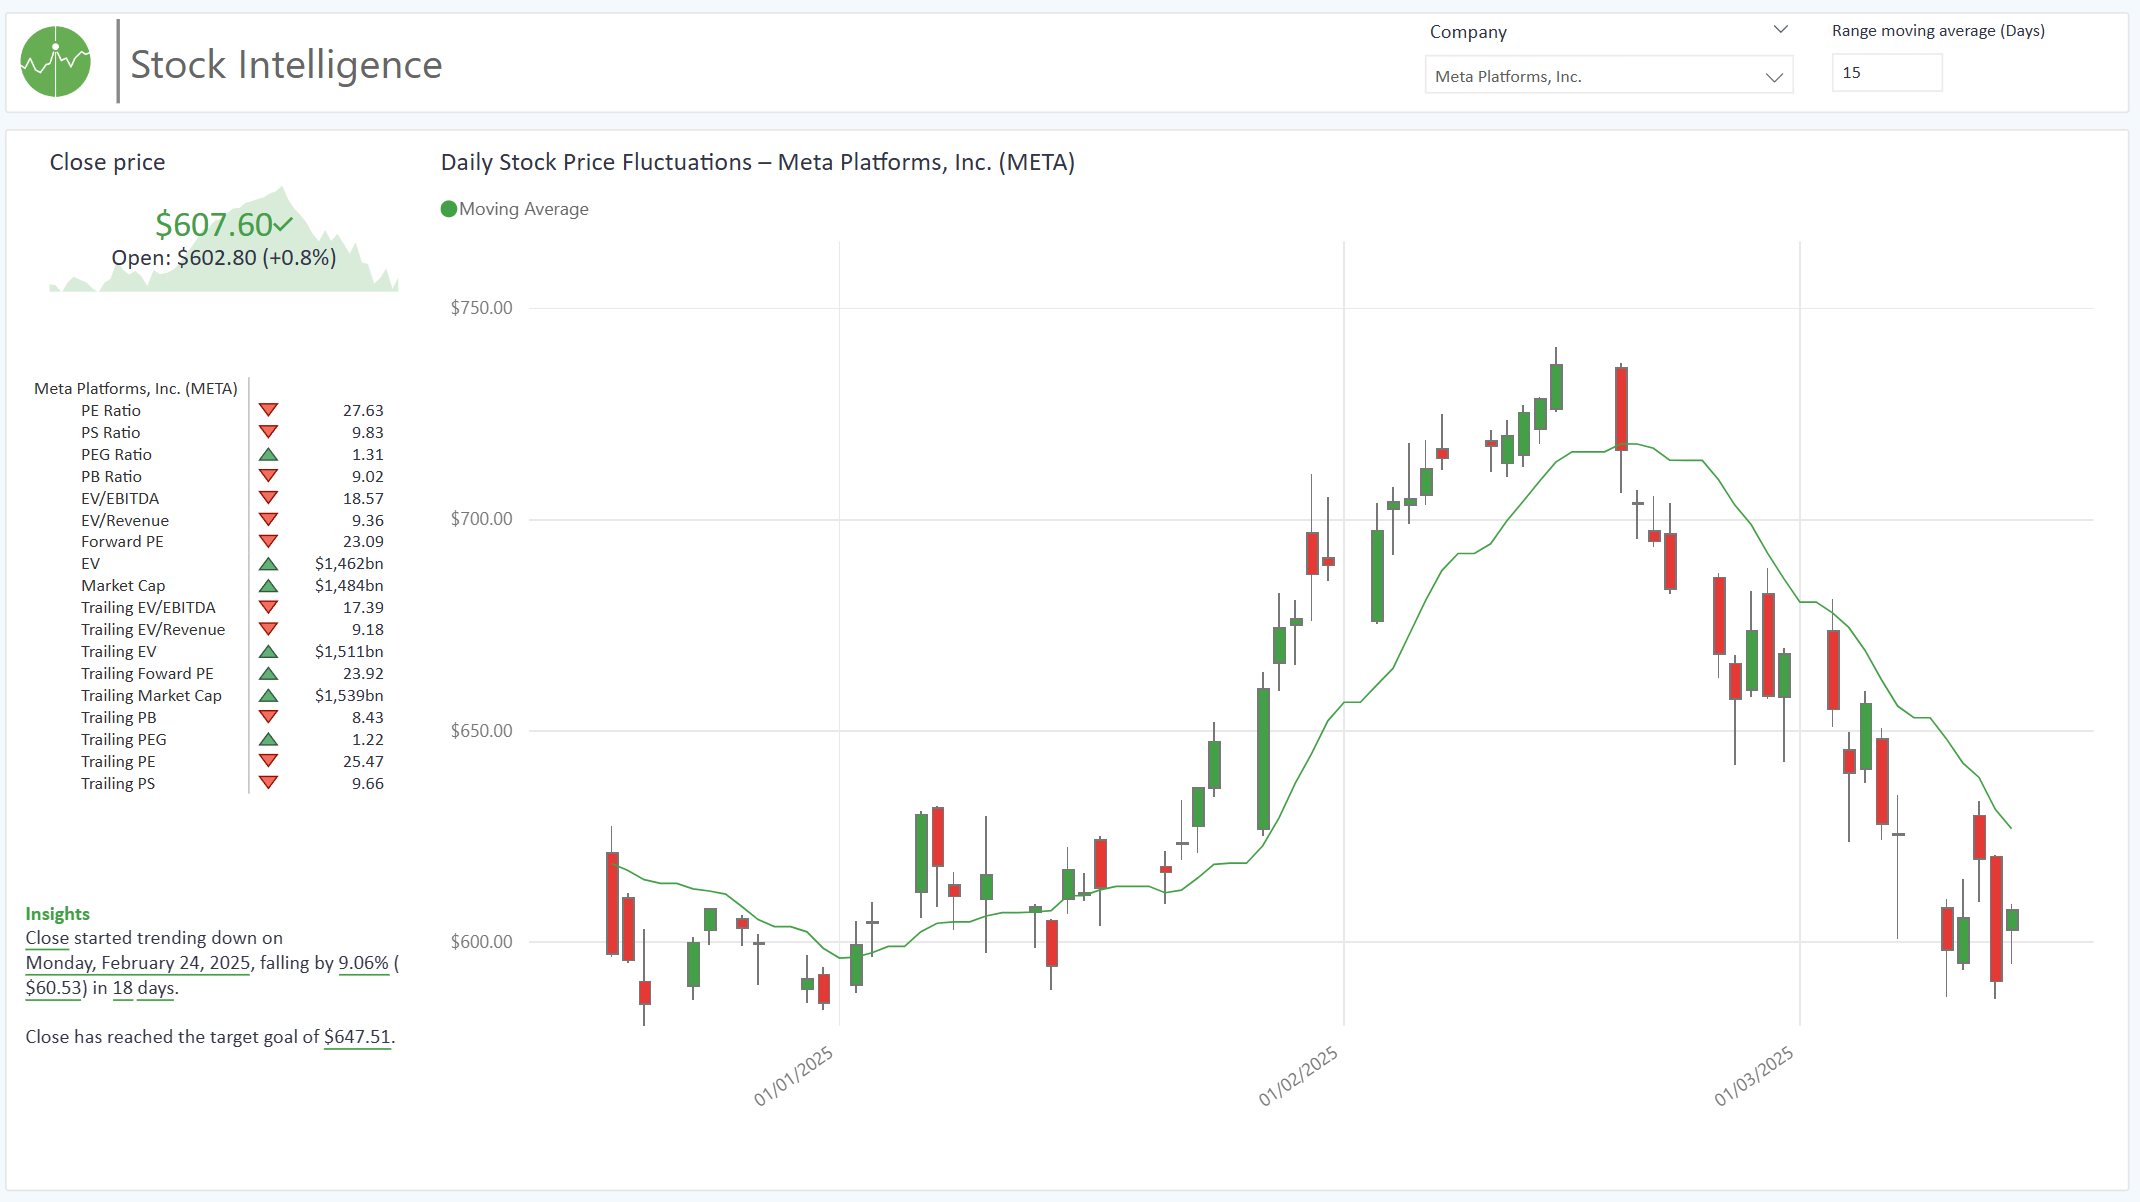 Stock Intelligence
Company
Meta Platforms, Inc.
Range moving average (Days)
15
Close price
$607.60
Open: $602.80 (+0.8%)
Meta Platforms, Inc. (META)
PE Ratio 27.63
PS Ratio 9.83
PEG Ratio 1.31
PB Ratio 9.02
EV/EBITDA 18.57
EV/Revenue 9.36
Forward PE 23.09
EV $1,462bn
Market Cap $1,484bn
Trailing EV/EBITDA 17.39
Trailing EV/Revenue 9.18
Trailing EV $1,511bn
Trailing Foward PE 23.92
Trailing Market Cap $1,539bn
Trailing PB 8.43
Trailing PEG 1.22
Trailing PE 25.47
Trailing PS 9.66
Insights
Close started trending down on
Monday, February 24, 2025, falling by 9.06% (
$60.53) in 18 days.
Close has reached the target goal of $647.51.
Daily Stock Price Fluctuations – Meta Platforms, Inc. (META)
Moving Average
$750.00
$700.00
$650.00
$600.00
01/01/2025
01/02/2025
01/03/2025